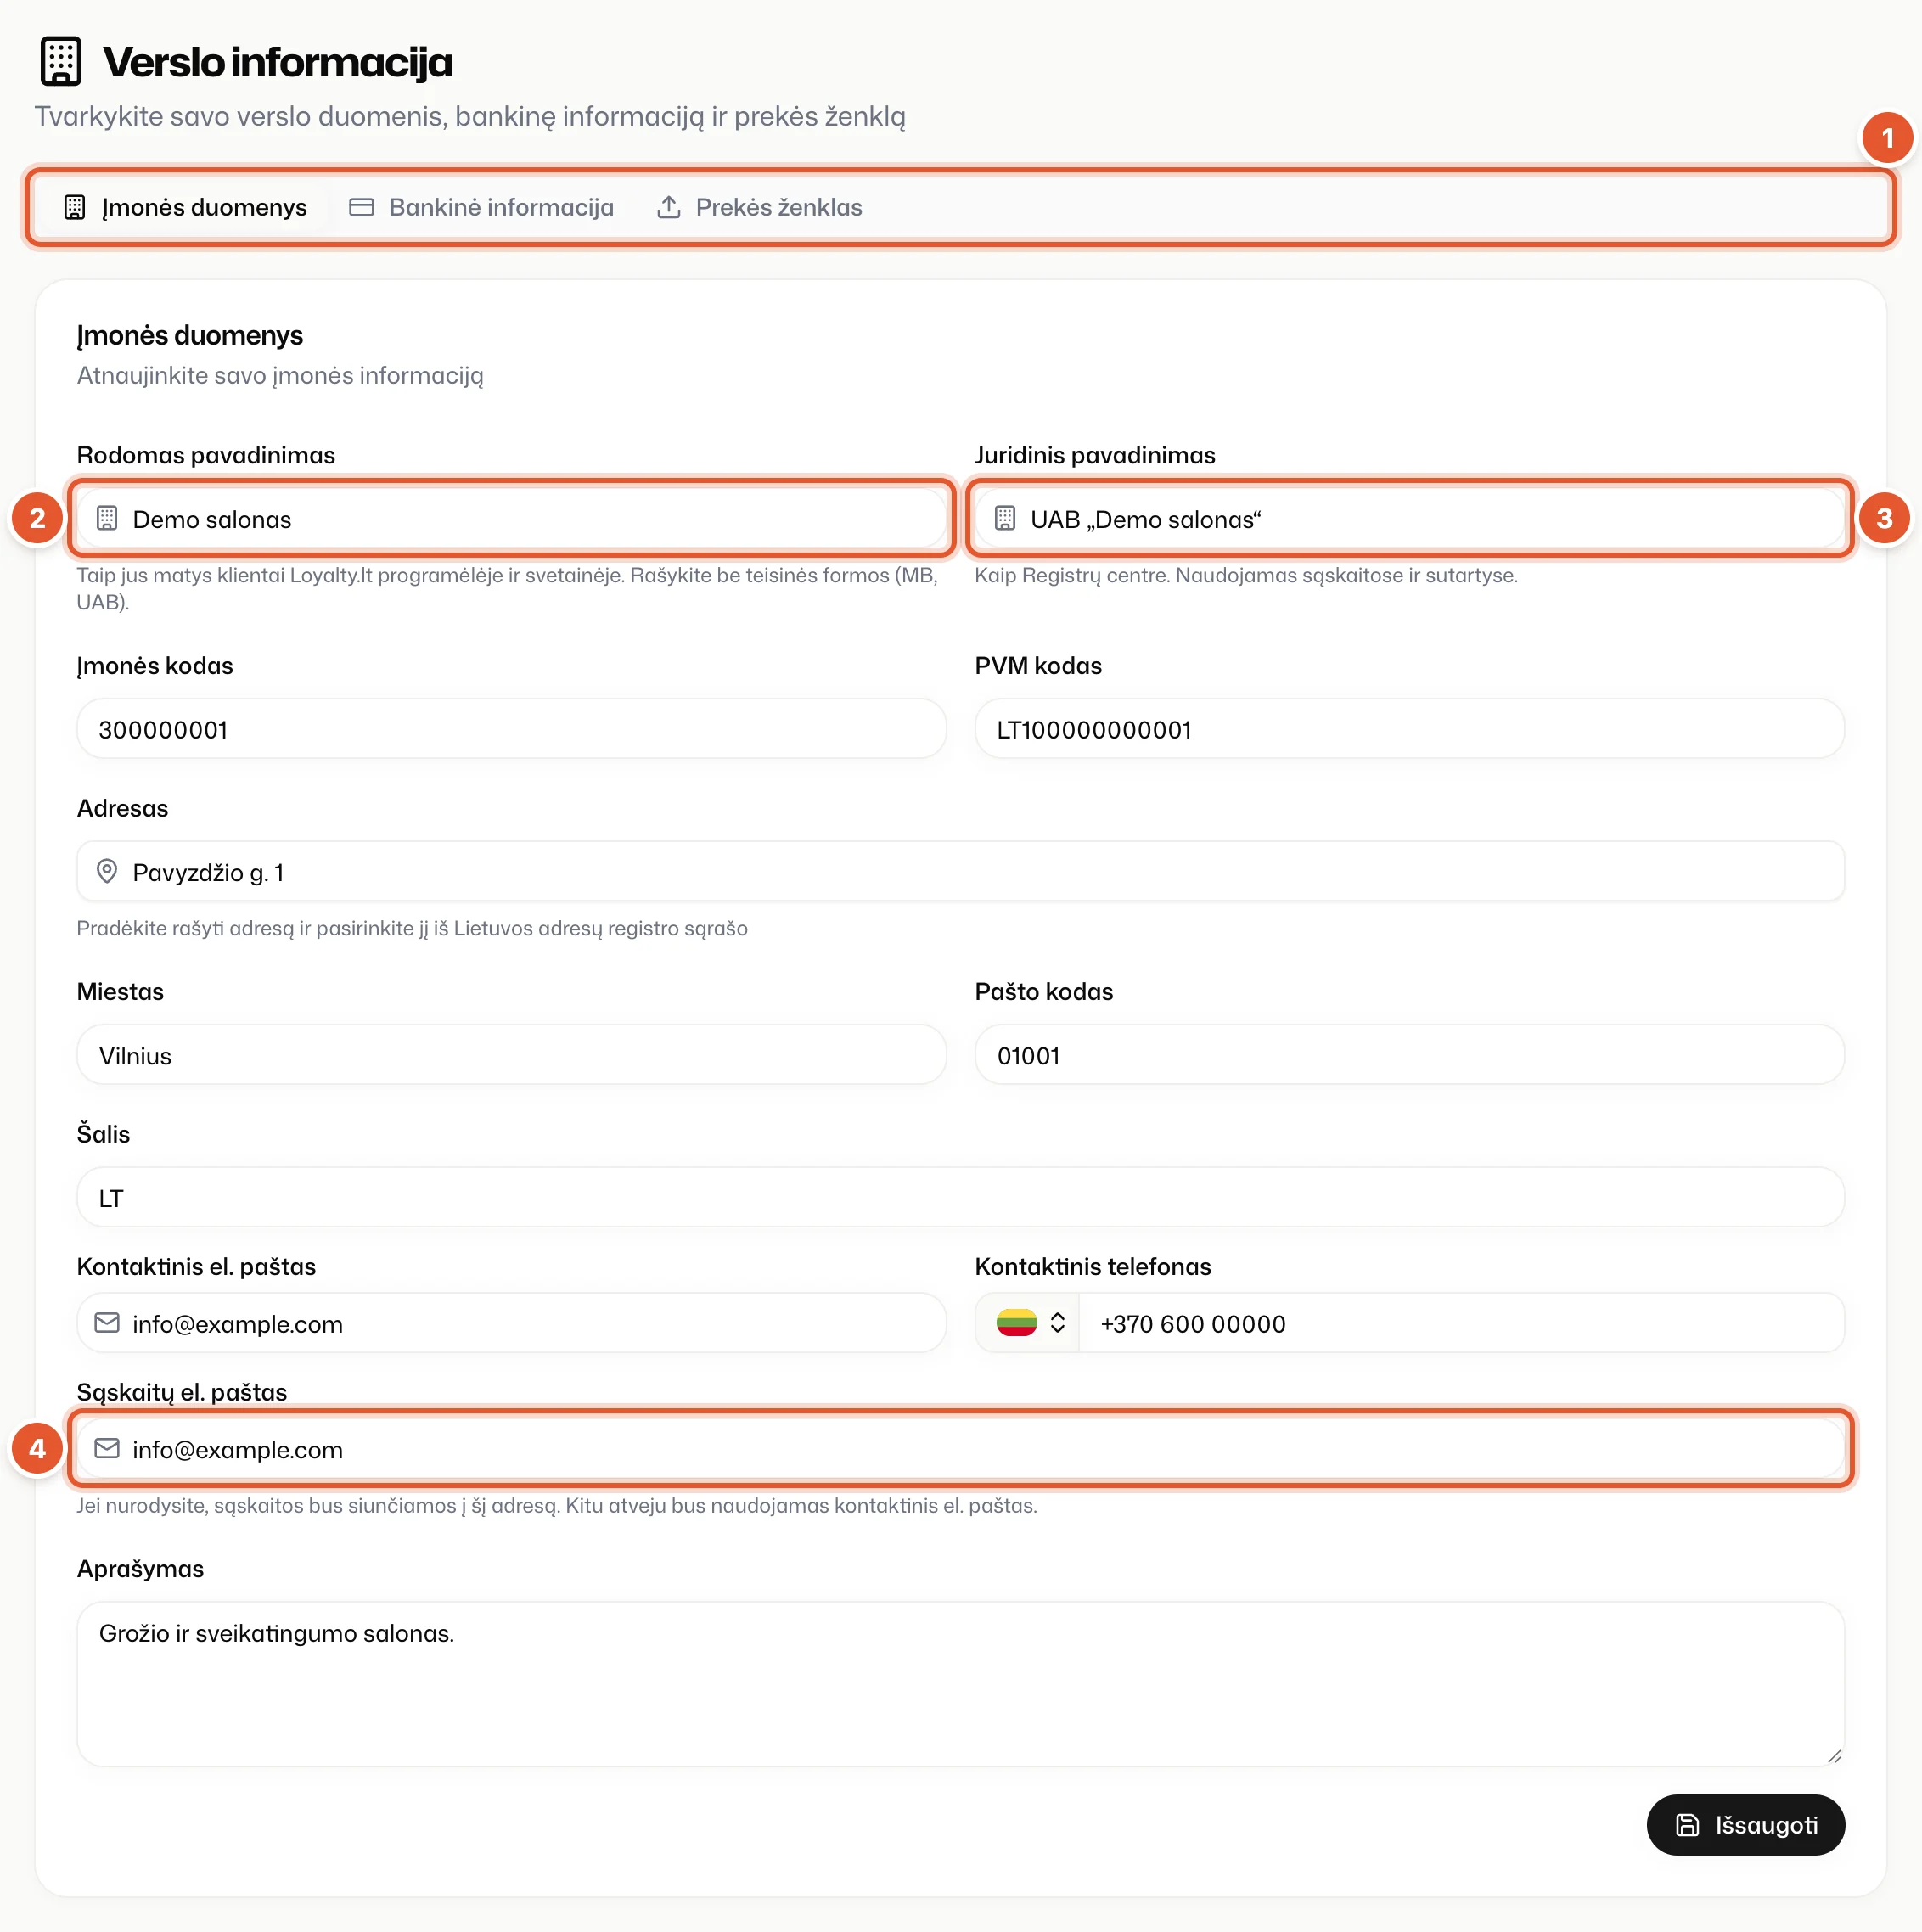 Verslo informacija
Tvarkykite savo verslo duomenis, bankinę informaciją ir prekės ženklą
1
Įmonės duomenys Bankinė informacija Prekės ženklas
Įmonės duomenys
Atnaujinkite savo įmonės informaciją
Rodomas pavadinimas
2
Demo salonas
Taip jus matys klientai Loyalty.lt programėlėje ir svetainėje. Rašykite be teisinės formos (MB,
UAB).
Juridinis pavadinimas
UAB „Demo salonas“
3
Kaip Registrų centre. Naudojamas sąskaitose ir sutartyse.
Įmonės kodas
300000001
PVM kodas
LT100000000001
Adresas
Pavyzdžio g. 1
Pradėkite rašyti adresą ir pasirinkite jį iš Lietuvos adresų registro sąrašo
Miestas
Vilnius
Pašto kodas
01001
Šalis
LT
Kontaktinis el. paštas
info@example.com
Kontaktinis telefonas
+370 600 00000
Sąskaitų el. paštas
4
info@example.com
Jei nurodysite, sąskaitos bus siunčiamos į šį adresą. Kitu atveju bus naudojamas kontaktinis el. paštas.
Aprašymas
Grožio ir sveikatingumo salonas.
Išsaugoti